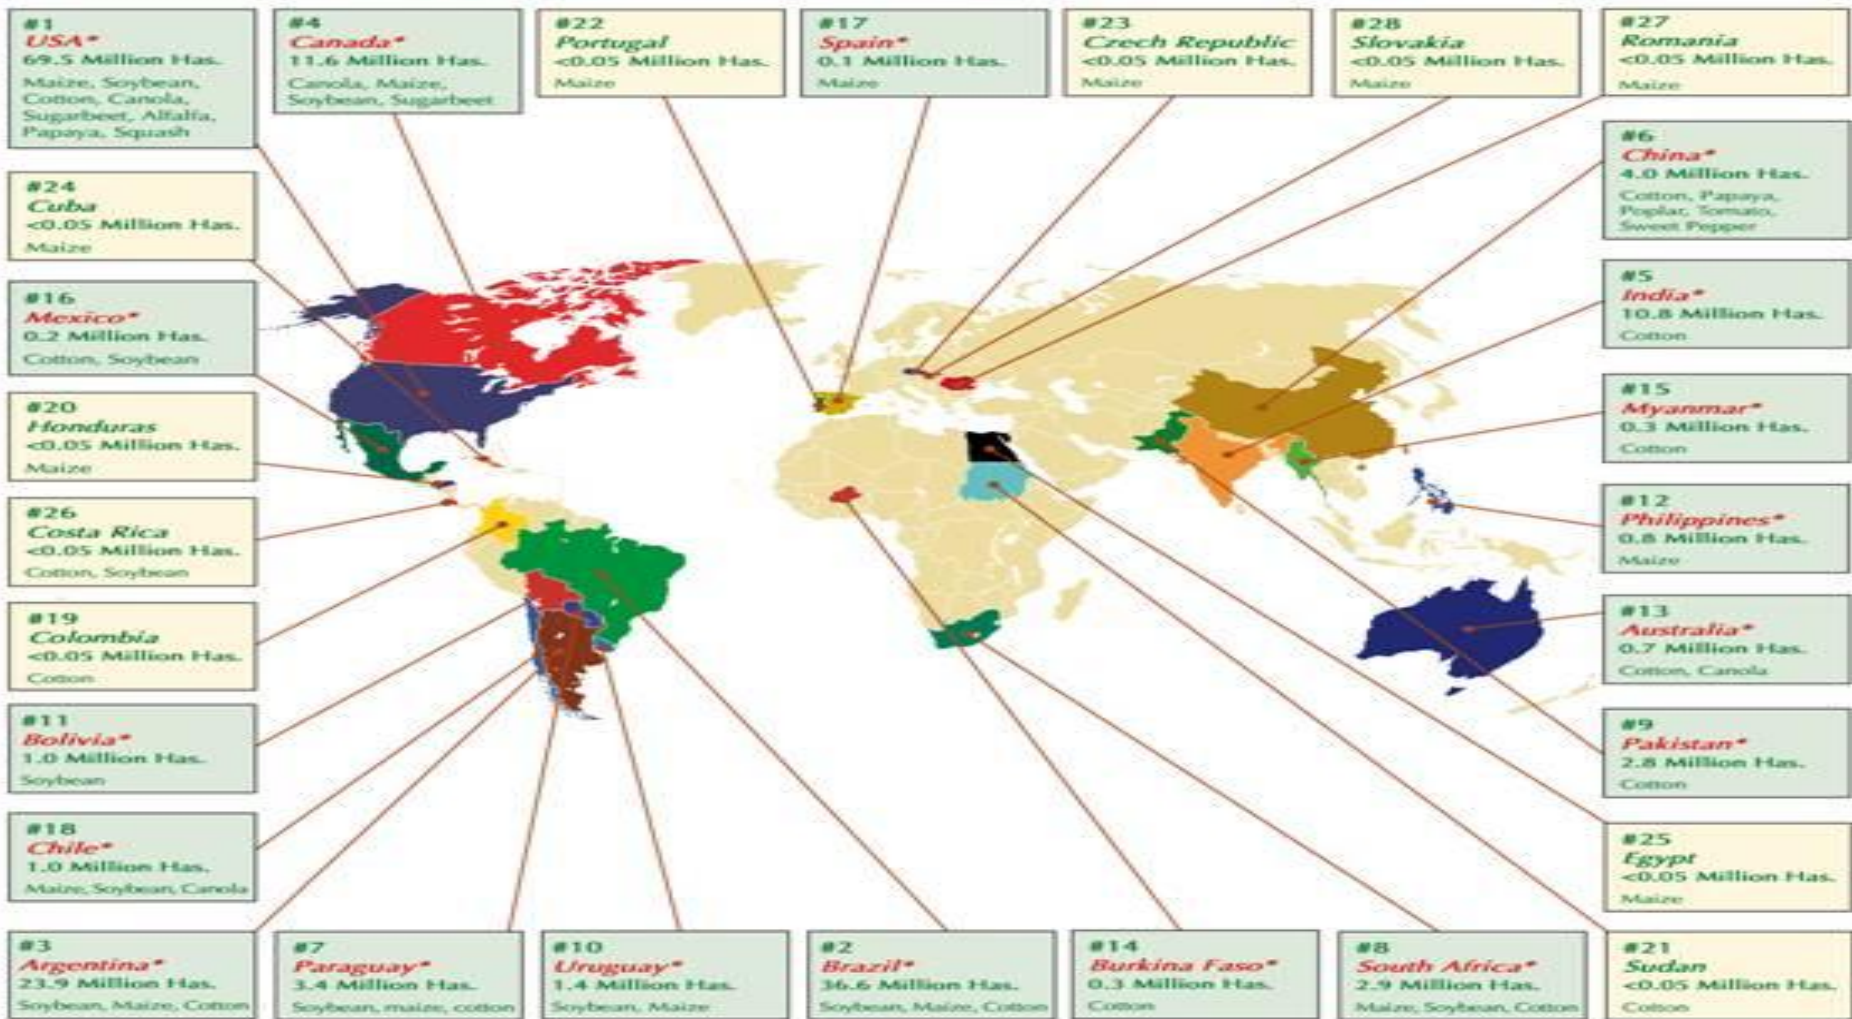 #1
USA*
69.5 Million Has.
Maize, Soybean,
Cotton, Canola,
Sugarbeet, Alfalfa,
Papaya, Squash
#4
Canada*
11.6 Million Has.
Canola, Maize,
Soybean, Sugarbeet
#22
Portugal
<0.05 Million Has.
Maize
#17
Spain*
0.1 Million Has.
Maize
#23
Czech Republic
<0.05 Million Has.
Maize
#28
Slovakia
<0.05 Million Has.
Maize
#27
Romania
<0.05 Million Has.
Maize
#24
Cuba
<0.05 Million Has.
Maize
#16
Mexico*
0.2 Million Has.
Cotton, Soybean
#20
Honduras
<0.05 Million Has.
Maize
#26
Costa Rica
<0.05 Million Has.
Cotton, Soybean
#19
Colombia
<0.05 Million Has.
Cotton
#11
Bolivia*
1.0 Million Has.
Soybean
#18
Chile*
1.0 Million Has.
Maize, Soybean, Canola
#6
China*
4.0 Million Has.
Cotton, Papaya,
Poplar, Tomato,
Sweet Pepper
#5
India*
10.8 Million Has.
Cotton
#15
Myanmar*
0.3 Million Has.
Cotton
#12
Philippines*
0.8 Million Has.
Maize
#13
Australia*
0.7 Million Has.
Cotton, Canola
#9
Pakistan*
2.8 Million Has.
Cotton
#25
Egypt
<0.05 Million Has.
Maize
#3
Argentina*
23.9 Million Has.
Soybean, Maize, Cotton
#7
Paraguay*
3.4 Million Has.
Soybean, maize, cotton
#10
Uruguay*
1.4 Million Has.
Soybean, Maize
#2
Brazil*
36.6 Million Has.
Soybean, Maize, Cotton
#14
Burkina Faso*
0.3 Million Has.
Cotton
#8
South Africa*
2.9 Million Has.
Maize, Soybean, Cotton
#21
Sudan
<0.05 Million Has.
Cotton